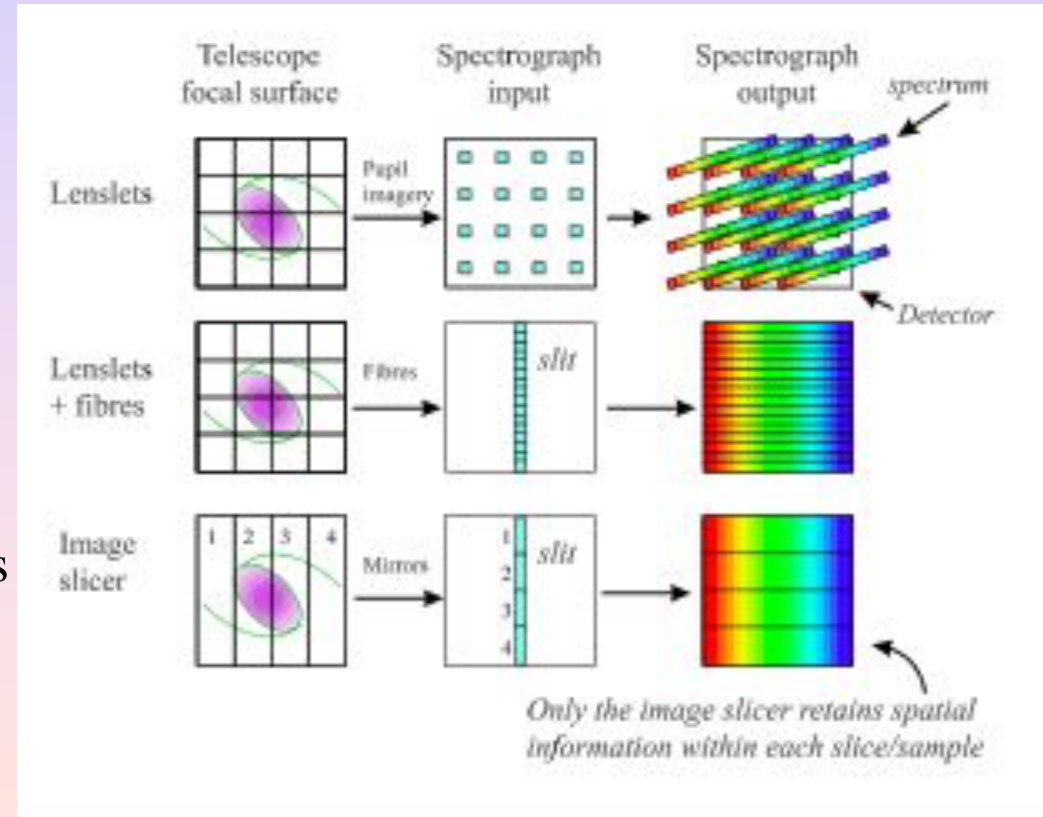 Telescope
focal surface
Spectrograph
input
Spectrograph
output
spectrum
Lenslets
Pupil
imagery
Detector
Lenslets
+ fibres
Fibres
slit
Image
slicer
1 2 3 4
Mirrors
1
2
3
4
slit
s
Only the image slicer retains spatial
information within each slice/sample